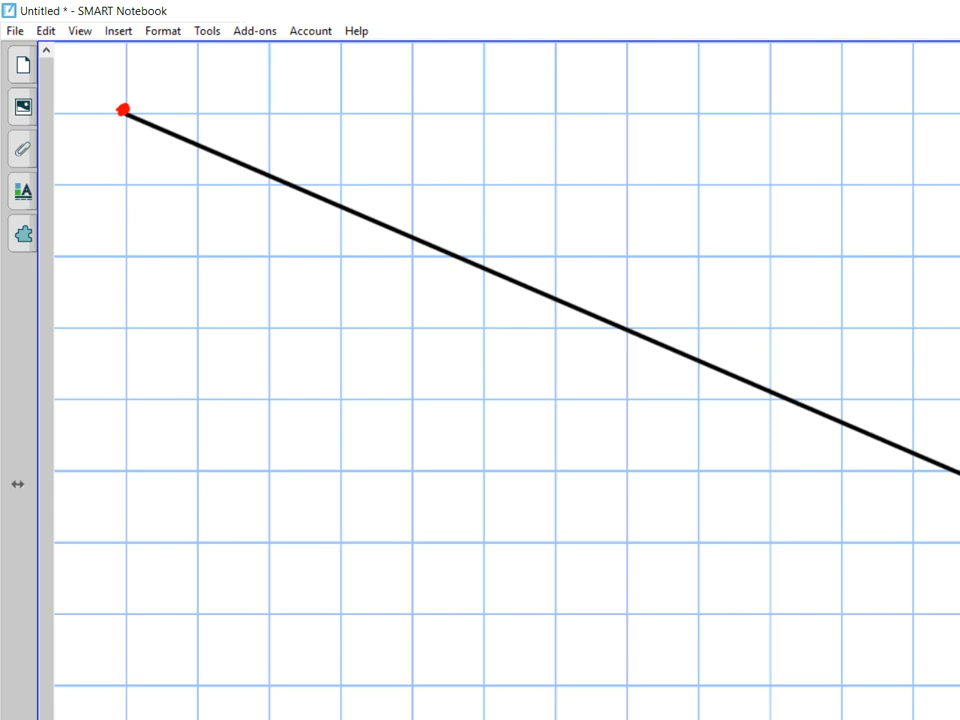 Untitled * - SMART Notebook
File Edit View Insert Format Tools Add-ons Account Help